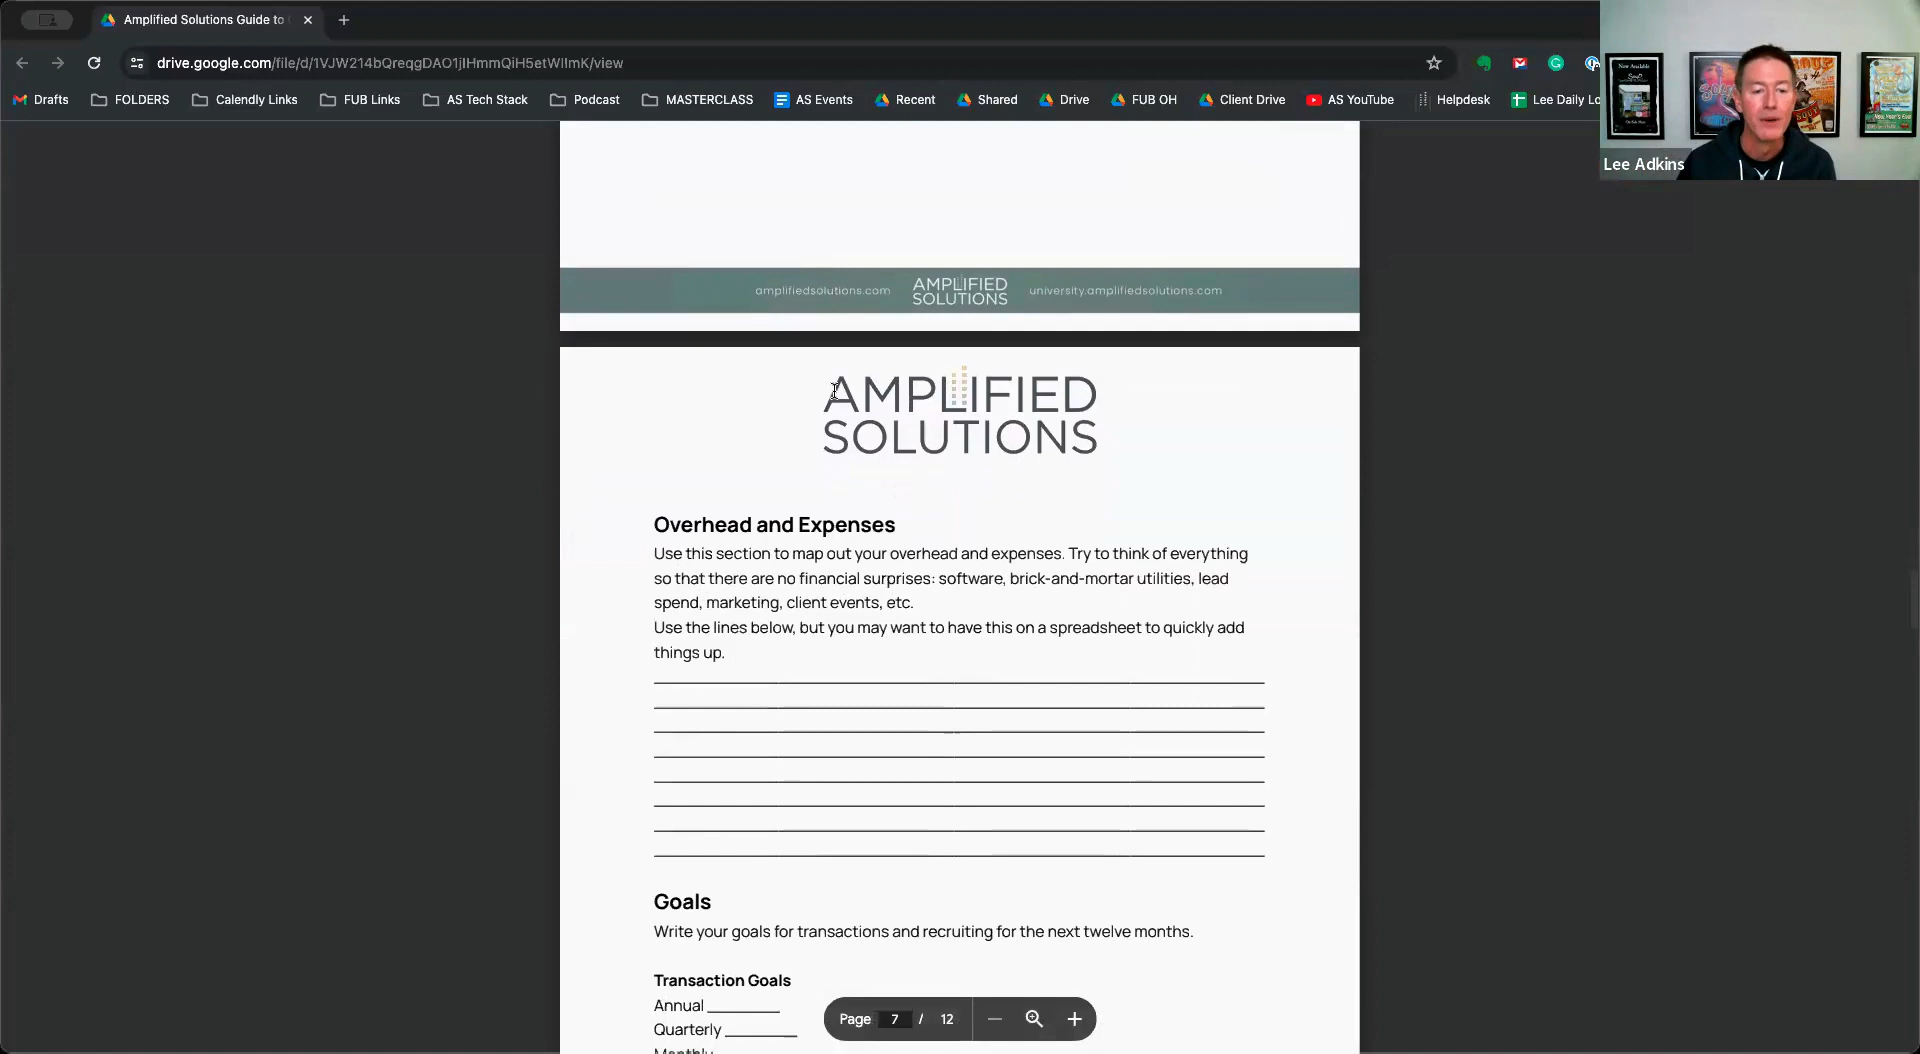 Amplified Solutions Guide to
drive.google.com/file/d/1VJW214bQreqgDAO1jIHmmQiH5etWIImK/view
Drafts
FOLDERS
Calendly Links
FUB Links
AS Tech Stack
Podcast
MASTERCLASS
AS Events
Recent
Shared
Drive
FUB OH
Client Drive
AS YouTube
Helpdesk
Lee Daily Lo
Lee Adkins
amplifiedsolutions.com
AMPLIFIED
SOLUTIONS
university.amplifiedsolutions.com
AMPLIFIED
SOLUTIONS
Overhead and Expenses
Use this section to map out your overhead and expenses. Try to think of everything
so that there are no financial surprises: software, brick-and-mortar utilities, lead
spend, marketing, client events, etc.
Use the lines below, but you may want to have this on a spreadsheet to quickly add
things up.
Goals
Write your goals for transactions and recruiting for the next twelve months.
Transaction Goals
Annual ________
Quarterly ________
Monthly
Page 7 / 12